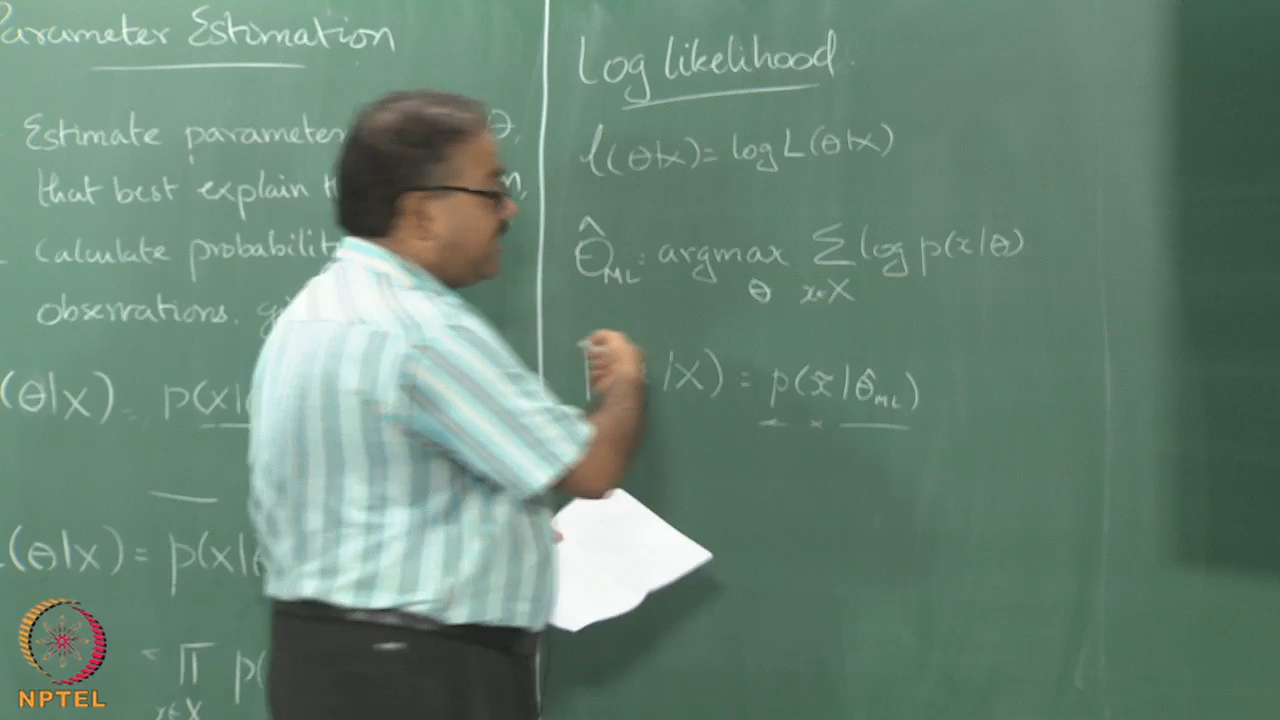 Parameter Estimation
Estimate parameter θ,
that best explain
Calculate probabilit
observations.
(θ|X) = p(x|
(θ|X) = p(x|
= Π p(
x∈X
Log likelihood.
l(θ|x) = log L(θ|x)
θ̂ML = argmax Σ log p(x|θ)
θ x∈X
p( |X) = p(x̃|θ̂ML)
NPTEL